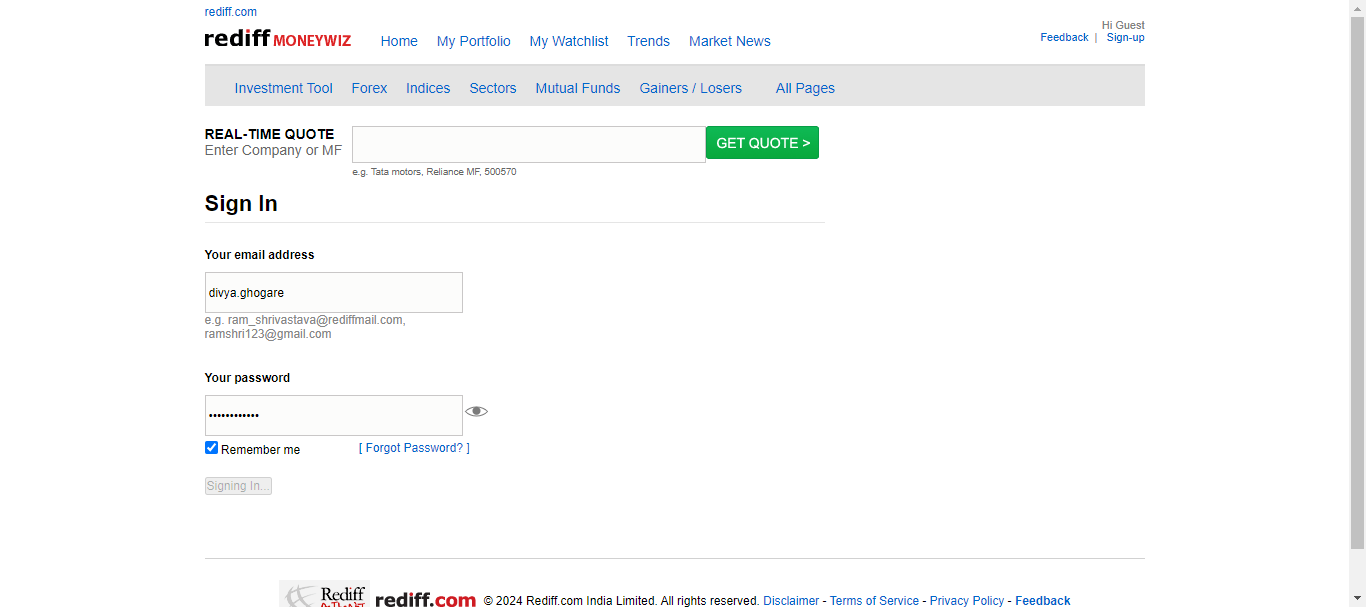 rediff.com
rediff MONEYWIZ Home My Portfolio My Watchlist Trends Market News
Hi Guest
Feedback | Sign-up
Investment Tool Forex Indices Sectors Mutual Funds Gainers / Losers All Pages
REAL-TIME QUOTE
Enter Company or MF
GET QUOTE >
e.g. Tata motors, Reliance MF, 500570
Sign In
Your email address
divya.ghogare
e.g. ram_shrivastava@rediffmail.com,
ramshri123@gmail.com
Your password
••••••••••••
Remember me [ Forgot Password? ]
Signing In...
Rediff
rediff.com © 2024 Rediff.com India Limited. All rights reserved. Disclaimer - Terms of Service - Privacy Policy - Feedback